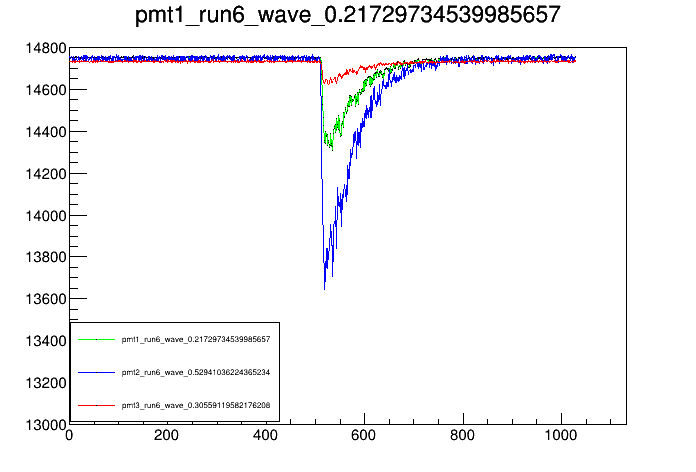 pmt1_run6_wave_0.21729734539985657
14800
14600
14400
14200
14000
13800
13600
13400
13200
13000
pmt1_run6_wave_0.21729734539985657
pmt2_run6_wave_0.52941036224365234
pmt3_run6_wave_0.30559119582176208
0 200 400 600 800 1000